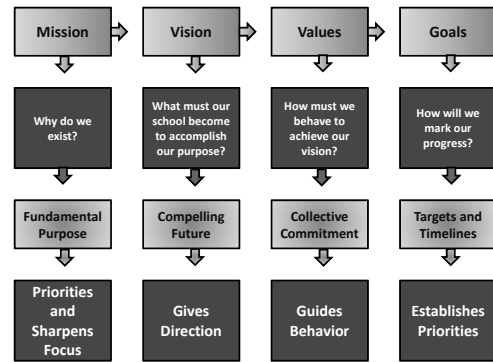 Mission
Vision
Values
Goals
Why do we
exist?
What must our
school become
to accomplish
our purpose?
How must we
behave to
achieve our
vision?
How will we
mark our
progress?
Fundamental
Purpose
Compelling
Future
Collective
Commitment
Targets and
Timelines
Priorities
and
Sharpens
Focus
Gives
Direction
Guides
Behavior
Establishes
Priorities